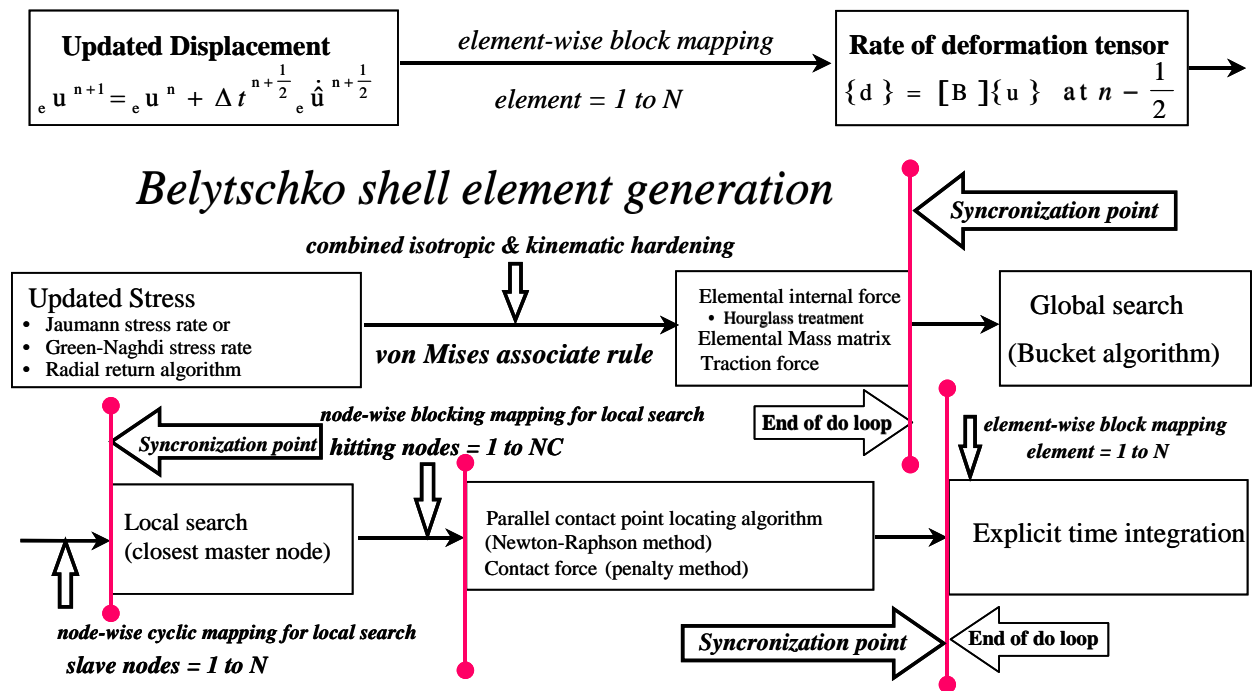 Updated Displacement
ₑ u ⁿ⁺¹ = ₑ u ⁿ + Δ t ^{n + 1/2} ₑ û̇ ^{n + 1/2}
element-wise block mapping
element = 1 to N
Rate of deformation tensor
{d } = [B ]{u } at n - 1/2
Belytschko shell element generation
Syncronization point
combined isotropic & kinematic hardening
Updated Stress
• Jaumann stress rate or
• Green-Naghdi stress rate
• Radial return algorithm
von Mises associate rule
Elemental internal force
• Hourglass treatment
Elemental Mass matrix
Traction force
Global search
(Bucket algorithm)
End of do loop
Syncronization point
node-wise blocking mapping for local search
hitting nodes = 1 to NC
element-wise block mapping
element = 1 to N
Local search
(closest master node)
Parallel contact point locating algorithm
(Newton-Raphson method)
Contact force (penalty method)
Explicit time integration
node-wise cyclic mapping for local search
slave nodes = 1 to N
Syncronization point
End of do loop